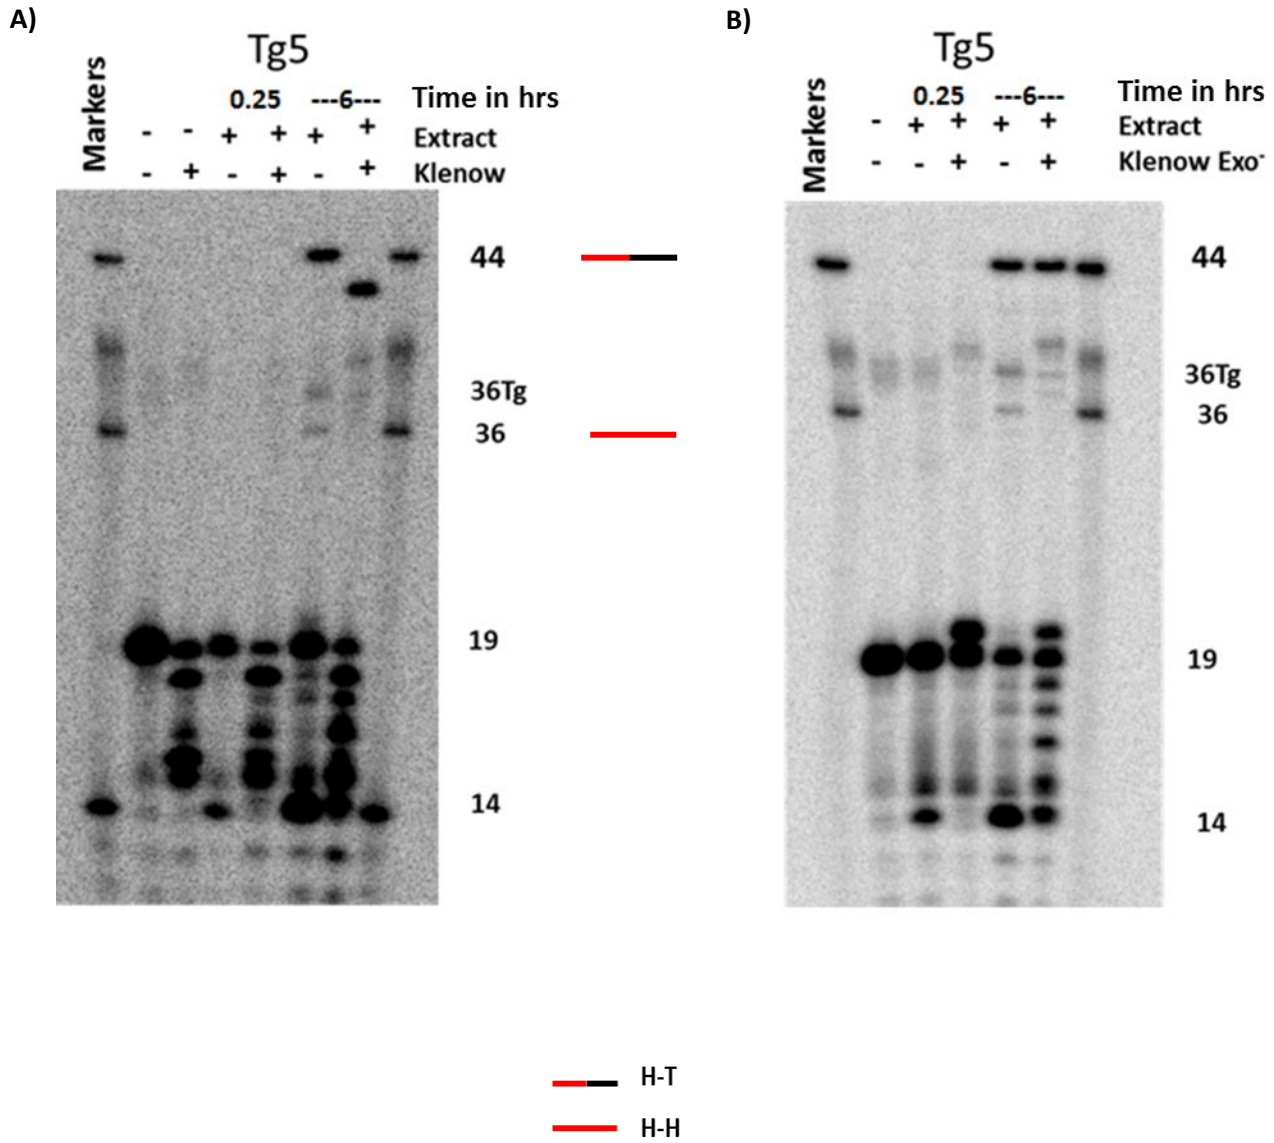 A)
Tg5
Markers
0.25 ---6--- Time in hrs
- - + + + + Extract
- + - + - + Klenow
44
36Tg
36
19
14
B)
Tg5
Markers
0.25 ---6--- Time in hrs
- + + + + Extract
- - + - + Klenow Exo-
44
36Tg
36
19
14
H-T
H-H